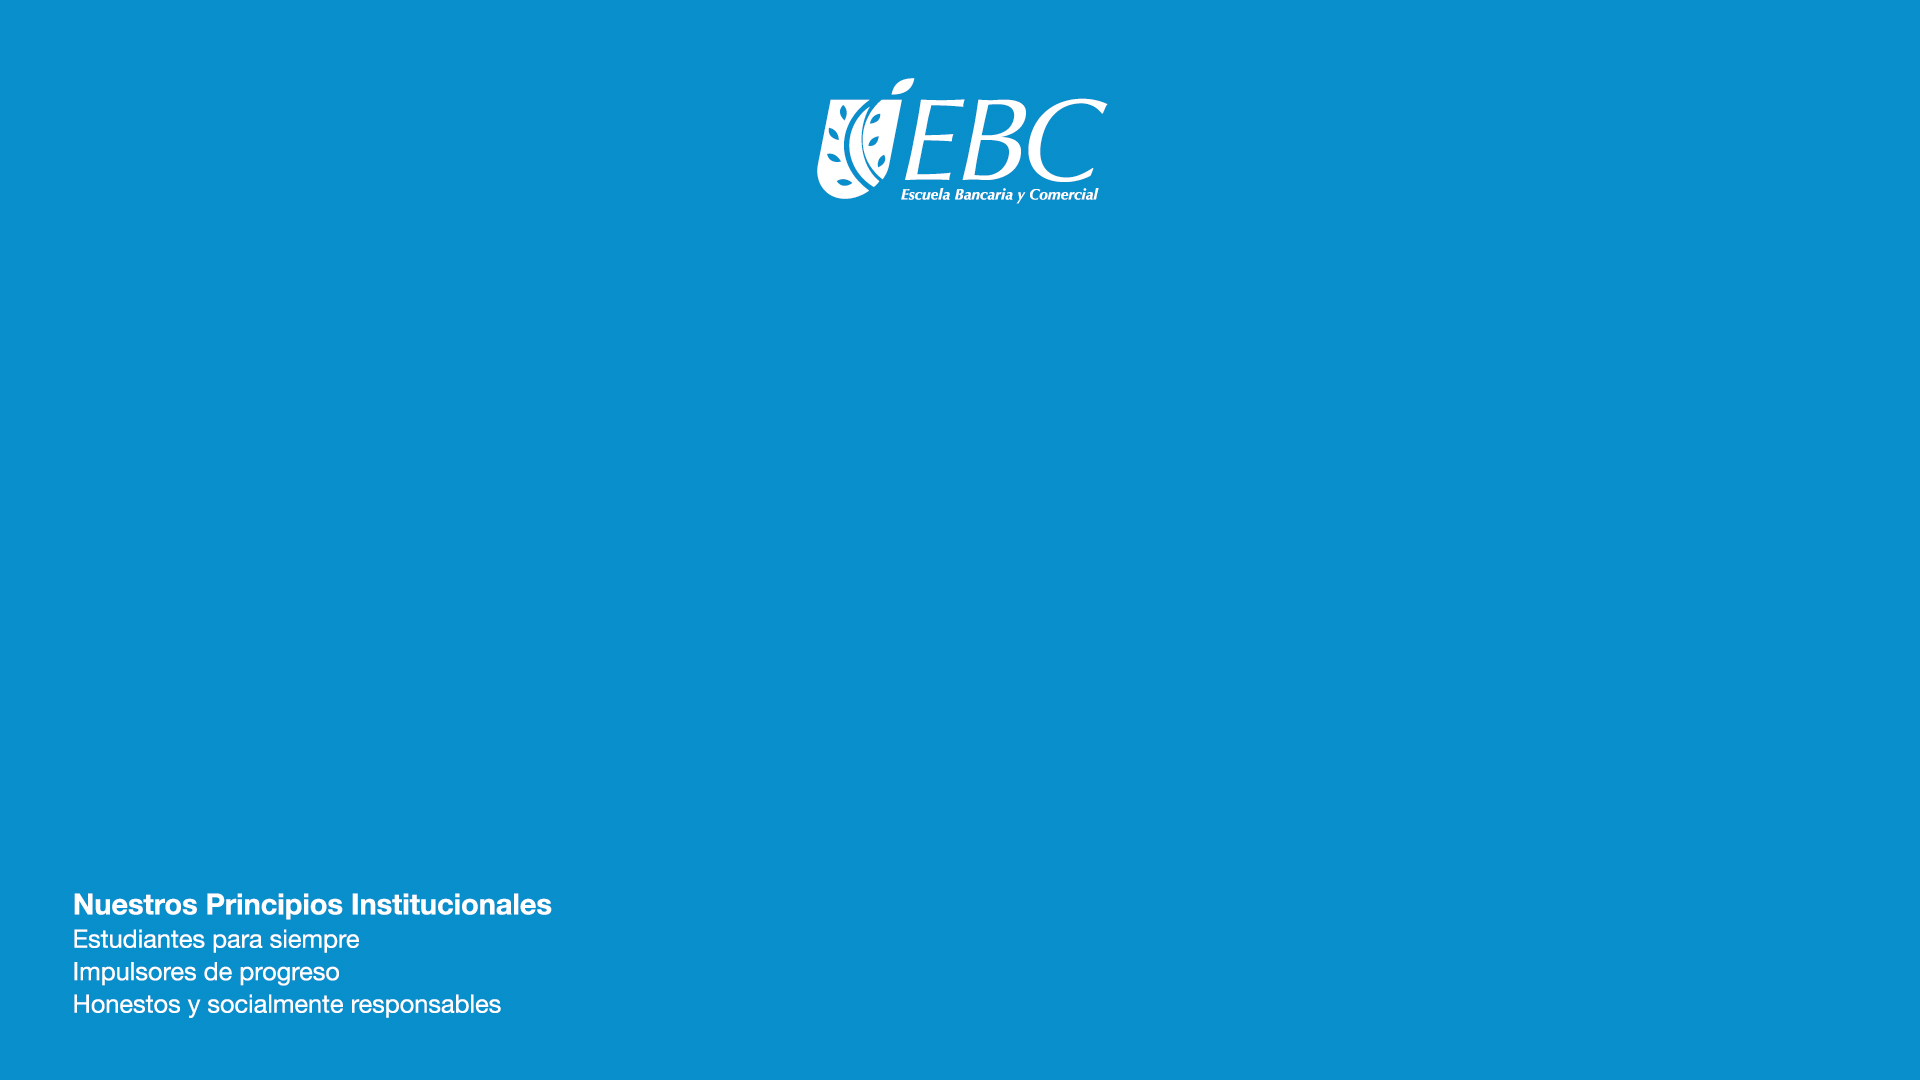 EBC
Escuela Bancaria y Comercial
Nuestros Principios Institucionales
Estudiantes para siempre
Impulsores de progreso
Honestos y socialmente responsables